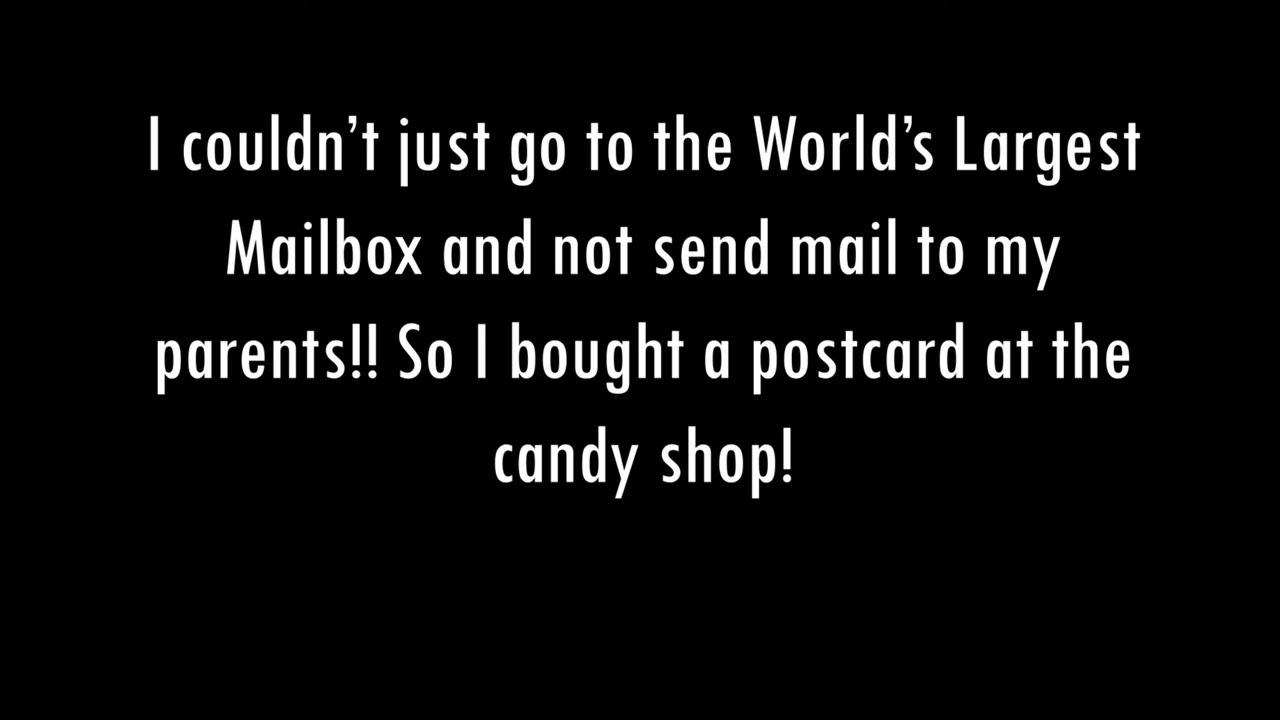 I couldn’t just go to the World’s Largest
Mailbox and not send mail to my
parents!! So I bought a postcard at the
candy shop!